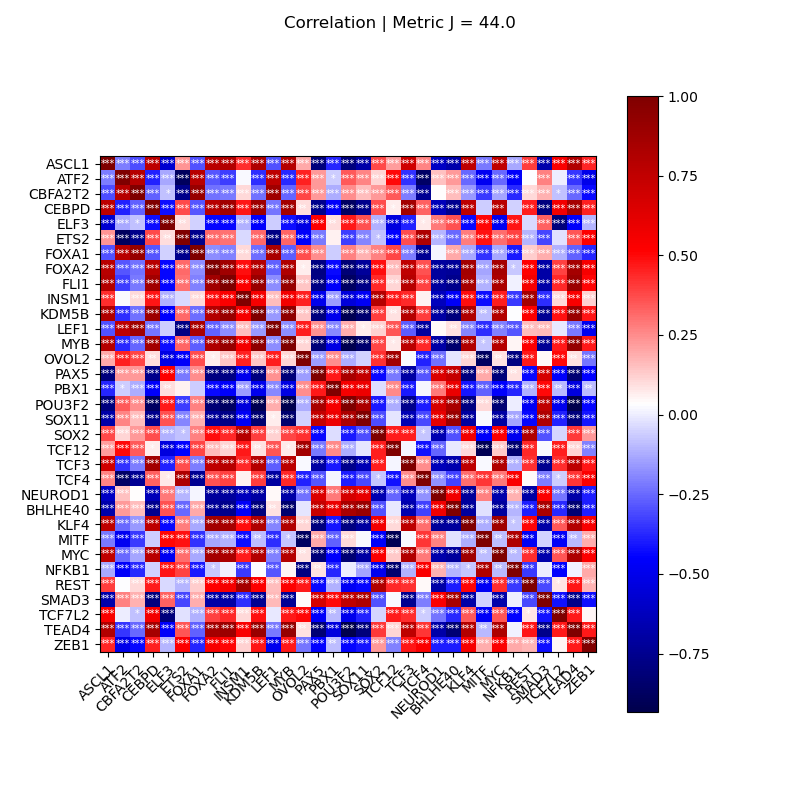 Correlation | Metric J = 44.0
ASCL1
ATF2
CBFA2T2
CEBPD
ELF3
ETS2
FOXA1
FOXA2
FLI1
INSM1
KDM5B
LEF1
MYB
OVOL2
PAX5
PBX1
POU3F2
SOX11
SOX2
TCF12
TCF3
TCF4
NEUROD1
BHLHE40
KLF4
MITF
MYC
NFKB1
REST
SMAD3
TCF7L2
TEAD4
ZEB1
ASCL1
ATF2
CBFA2T2
CEBPD
ELF3
ETS2
FOXA1
FOXA2
FLI1
INSM1
KDM5B
LEF1
MYB
OVOL2
PAX5
PBX1
POU3F2
SOX11
SOX2
TCF12
TCF3
TCF4
NEUROD1
BHLHE40
KLF4
MITF
MYC
NFKB1
REST
SMAD3
TCF7L2
TEAD4
ZEB1
1.00
0.75
0.50
0.25
0.00
−0.25
−0.50
−0.75